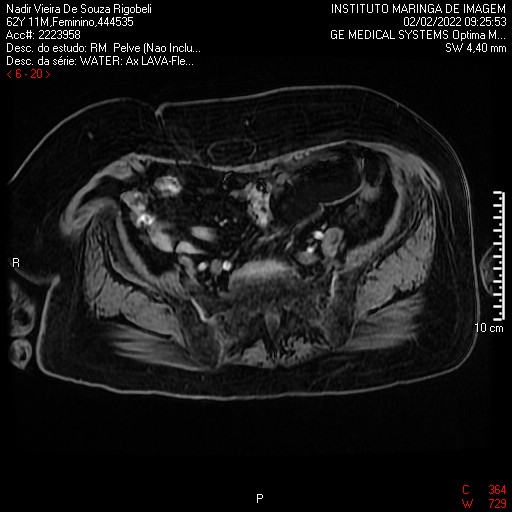 Nadir Vieira De Souza Rigobeli
62Y 11M,Feminino,444535
Acc#: 2223958
Desc. do estudo: RM Pelve (Nao Inclu...
Desc. da série: WATER: Ax LAVA-Fle...
< 6 - 20 >
INSTITUTO MARINGA DE IMAGEM
02/02/2022 09:25:53
GE MEDICAL SYSTEMS Optima M...
SW 4,40 mm
R
10 cm
P
C 364
W 729